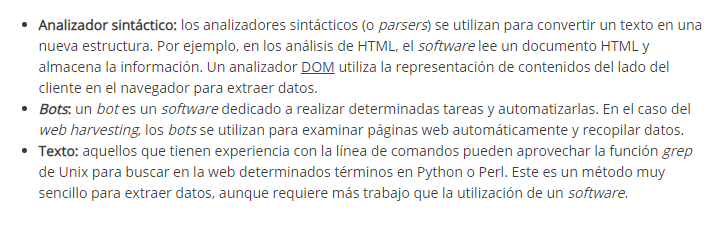 • Analizador sintáctico: los analizadores sintácticos (o parsers) se utilizan para convertir un texto en una
nueva estructura. Por ejemplo, en los análisis de HTML, el software lee un documento HTML y
almacena la información. Un analizador DOM utiliza la representación de contenidos del lado del
cliente en el navegador para extraer datos.
• Bots: un bot es un software dedicado a realizar determinadas tareas y automatizarlas. En el caso del
web harvesting, los bots se utilizan para examinar páginas web automáticamente y recopilar datos.
• Texto: aquellos que tienen experiencia con la línea de comandos pueden aprovechar la función grep
de Unix para buscar en la web determinados términos en Python o Perl. Este es un método muy
sencillo para extraer datos, aunque requiere más trabajo que la utilización de un software.